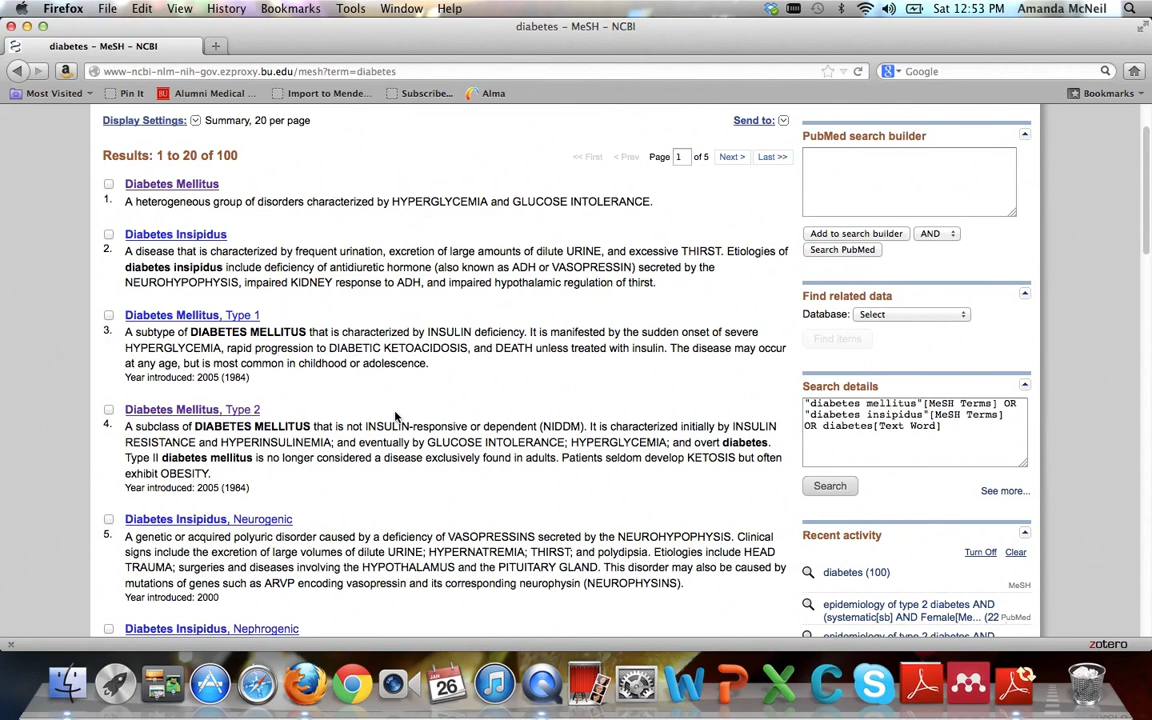 Firefox File Edit View History Bookmarks Tools Window Help Sat 12:53 PM Amanda McNeil
diabetes – MeSH – NCBI
diabetes – MeSH – NCBI
www-ncbi-nlm-nih-gov.ezproxy.bu.edu/mesh?term=diabetes Google
Most Visited Pin It Alumni Medical ... Import to Mende... Subscribe... Alma Bookmarks
Display Settings: Summary, 20 per page Send to:
Results: 1 to 20 of 100
<< First < Prev Page 1 of 5 Next > Last >>
Diabetes Mellitus
1. A heterogeneous group of disorders characterized by HYPERGLYCEMIA and GLUCOSE INTOLERANCE.
Diabetes Insipidus
2. A disease that is characterized by frequent urination, excretion of large amounts of dilute URINE, and excessive THIRST. Etiologies of
diabetes insipidus include deficiency of antidiuretic hormone (also known as ADH or VASOPRESSIN) secreted by the
NEUROHYPOPHYSIS, impaired KIDNEY response to ADH, and impaired hypothalamic regulation of thirst.
Diabetes Mellitus, Type 1
3. A subtype of DIABETES MELLITUS that is characterized by INSULIN deficiency. It is manifested by the sudden onset of severe
HYPERGLYCEMIA, rapid progression to DIABETIC KETOACIDOSIS, and DEATH unless treated with insulin. The disease may occur
at any age, but is most common in childhood or adolescence.
Year introduced: 2005 (1984)
Diabetes Mellitus, Type 2
4. A subclass of DIABETES MELLITUS that is not INSULIN-responsive or dependent (NIDDM). It is characterized initially by INSULIN
RESISTANCE and HYPERINSULINEMIA; and eventually by GLUCOSE INTOLERANCE; HYPERGLYCEMIA; and overt diabetes.
Type II diabetes mellitus is no longer considered a disease exclusively found in adults. Patients seldom develop KETOSIS but often
exhibit OBESITY.
Year introduced: 2005 (1984)
Diabetes Insipidus, Neurogenic
5. A genetic or acquired polyuric disorder caused by a deficiency of VASOPRESSINS secreted by the NEUROHYPOPHYSIS. Clinical
signs include the excretion of large volumes of dilute URINE; HYPERNATREMIA; THIRST; and polydipsia. Etiologies include HEAD
TRAUMA; surgeries and diseases involving the HYPOTHALAMUS and the PITUITARY GLAND. This disorder may also be caused by
mutations of genes such as ARVP encoding vasopressin and its corresponding neurophysin (NEUROPHYSINS).
Year introduced: 2000
Diabetes Insipidus, Nephrogenic
PubMed search builder
Add to search builder AND
Search PubMed
Find related data
Database: Select
Find items
Search details
"diabetes mellitus"[MeSH Terms] OR
"diabetes insipidus"[MeSH Terms]
OR diabetes[Text Word]
Search
See more...
Recent activity
Turn Off Clear
diabetes (100)
MeSH
epidemiology of type 2 diabetes AND
(systematic[sb] AND Female[Me... (22 PubMed
epidemiology of type 2 diabetes AND
zotero
JAN
26